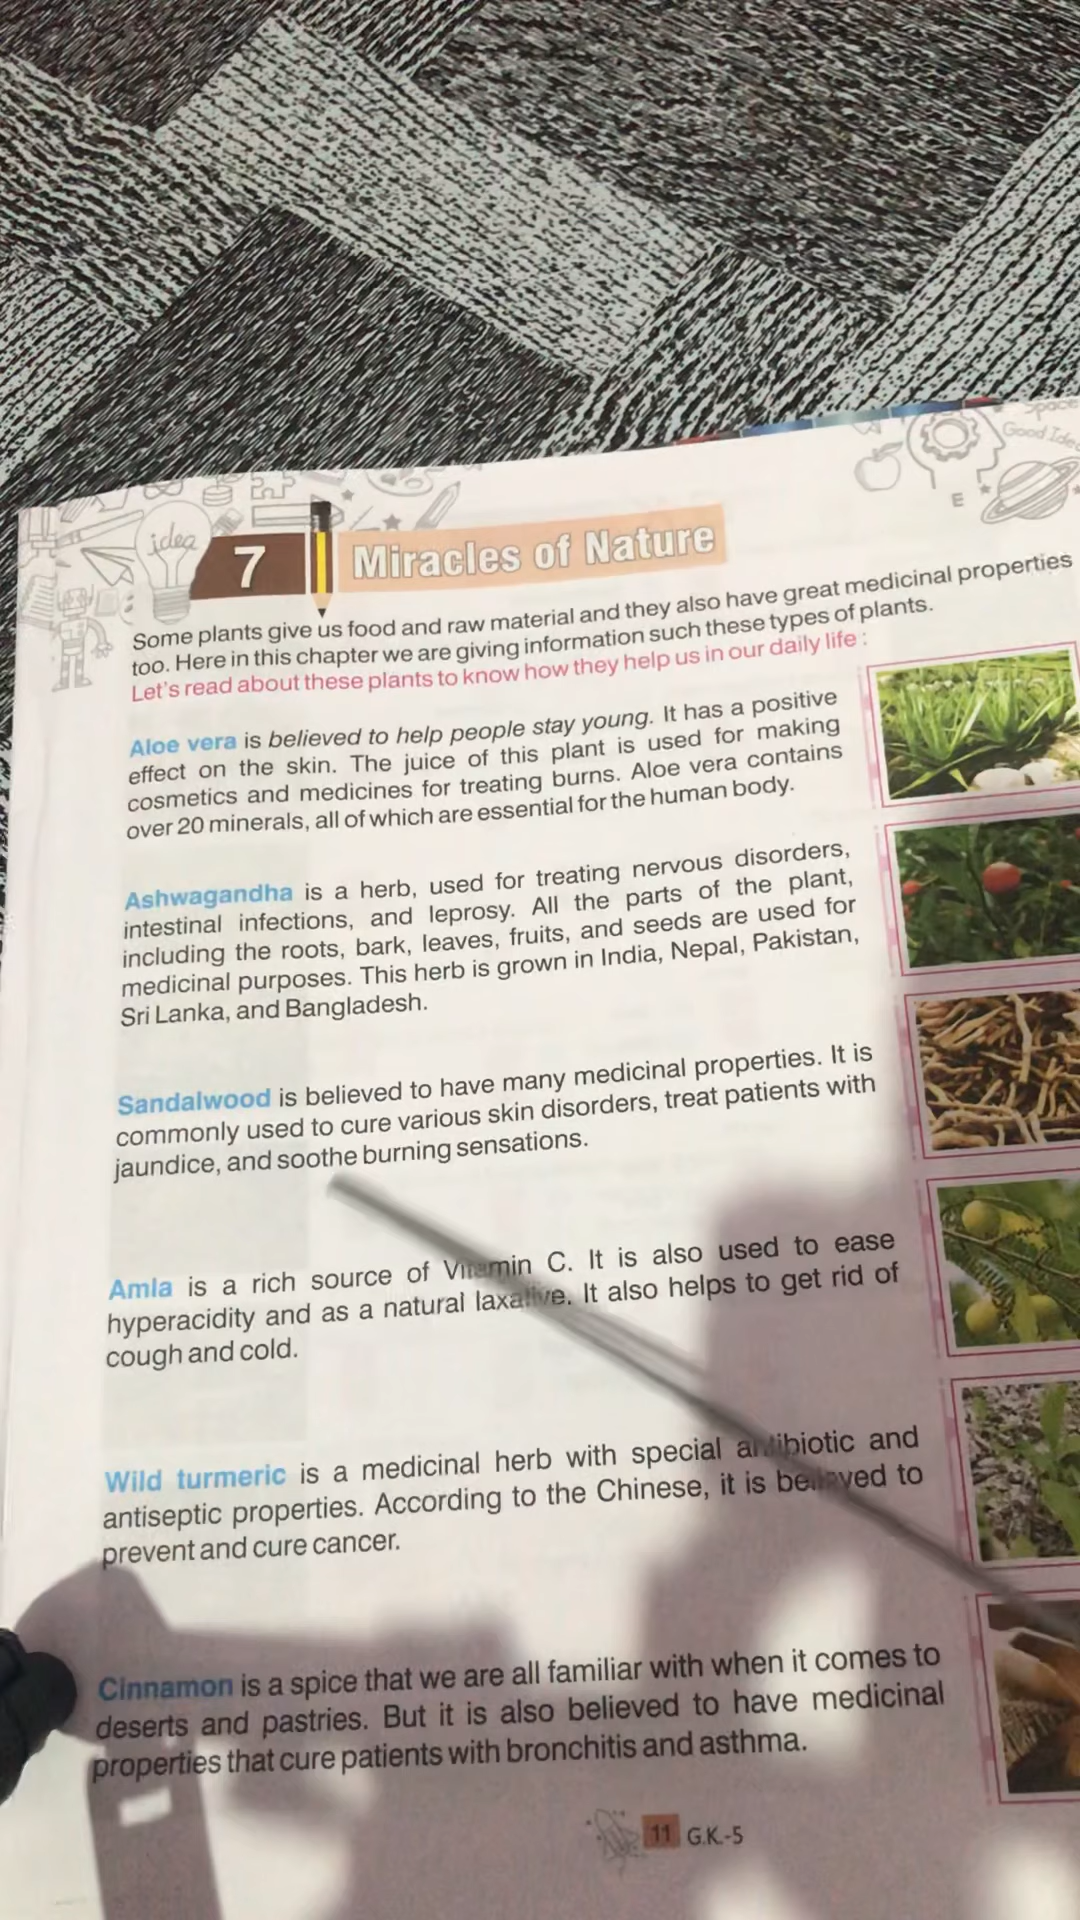 Space
Good Idea
E
idea
7
Miracles of Nature
Some plants give us food and raw material and they also have great medicinal properties
too. Here in this chapter we are giving information such these types of plants.
Let's read about these plants to know how they help us in our daily life :
Aloe vera is believed to help people stay young. It has a positive
effect on the skin. The juice of this plant is used for making
cosmetics and medicines for treating burns. Aloe vera contains
over 20 minerals, all of which are essential for the human body.
Ashwagandha is a herb, used for treating nervous disorders,
intestinal infections, and leprosy. All the parts of the plant,
including the roots, bark, leaves, fruits, and seeds are used for
medicinal purposes. This herb is grown in India, Nepal, Pakistan,
Sri Lanka, and Bangladesh.
Sandalwood is believed to have many medicinal properties. It is
commonly used to cure various skin disorders, treat patients with
jaundice, and soothe burning sensations.
Amla is a rich source of Vitamin C. It is also used to ease
hyperacidity and as a natural laxative. It also helps to get rid of
cough and cold.
Wild turmeric is a medicinal herb with special antibiotic and
antiseptic properties. According to the Chinese, it is believed to
prevent and cure cancer.
Cinnamon is a spice that we are all familiar with when it comes to
deserts and pastries. But it is also believed to have medicinal
properties that cure patients with bronchitis and asthma.
11 G.K.-5